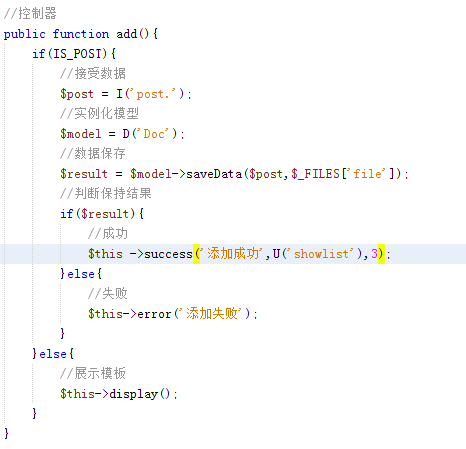 //控制器
public function add(){
    if(IS_POST){
        //接受数据
        $post = I('post.');
        //实例化模型
        $model = D('Doc');
        //数据保存
        $result = $model->saveData($post,$_FILES['file']);
        //判断保持结果
        if($result){
            //成功
            $this ->success('添加成功',U('showlist'),3);
        }else{
            //失败
            $this->error('添加失败');
        }
    }else{
        //展示模板
        $this->display();
    }
}